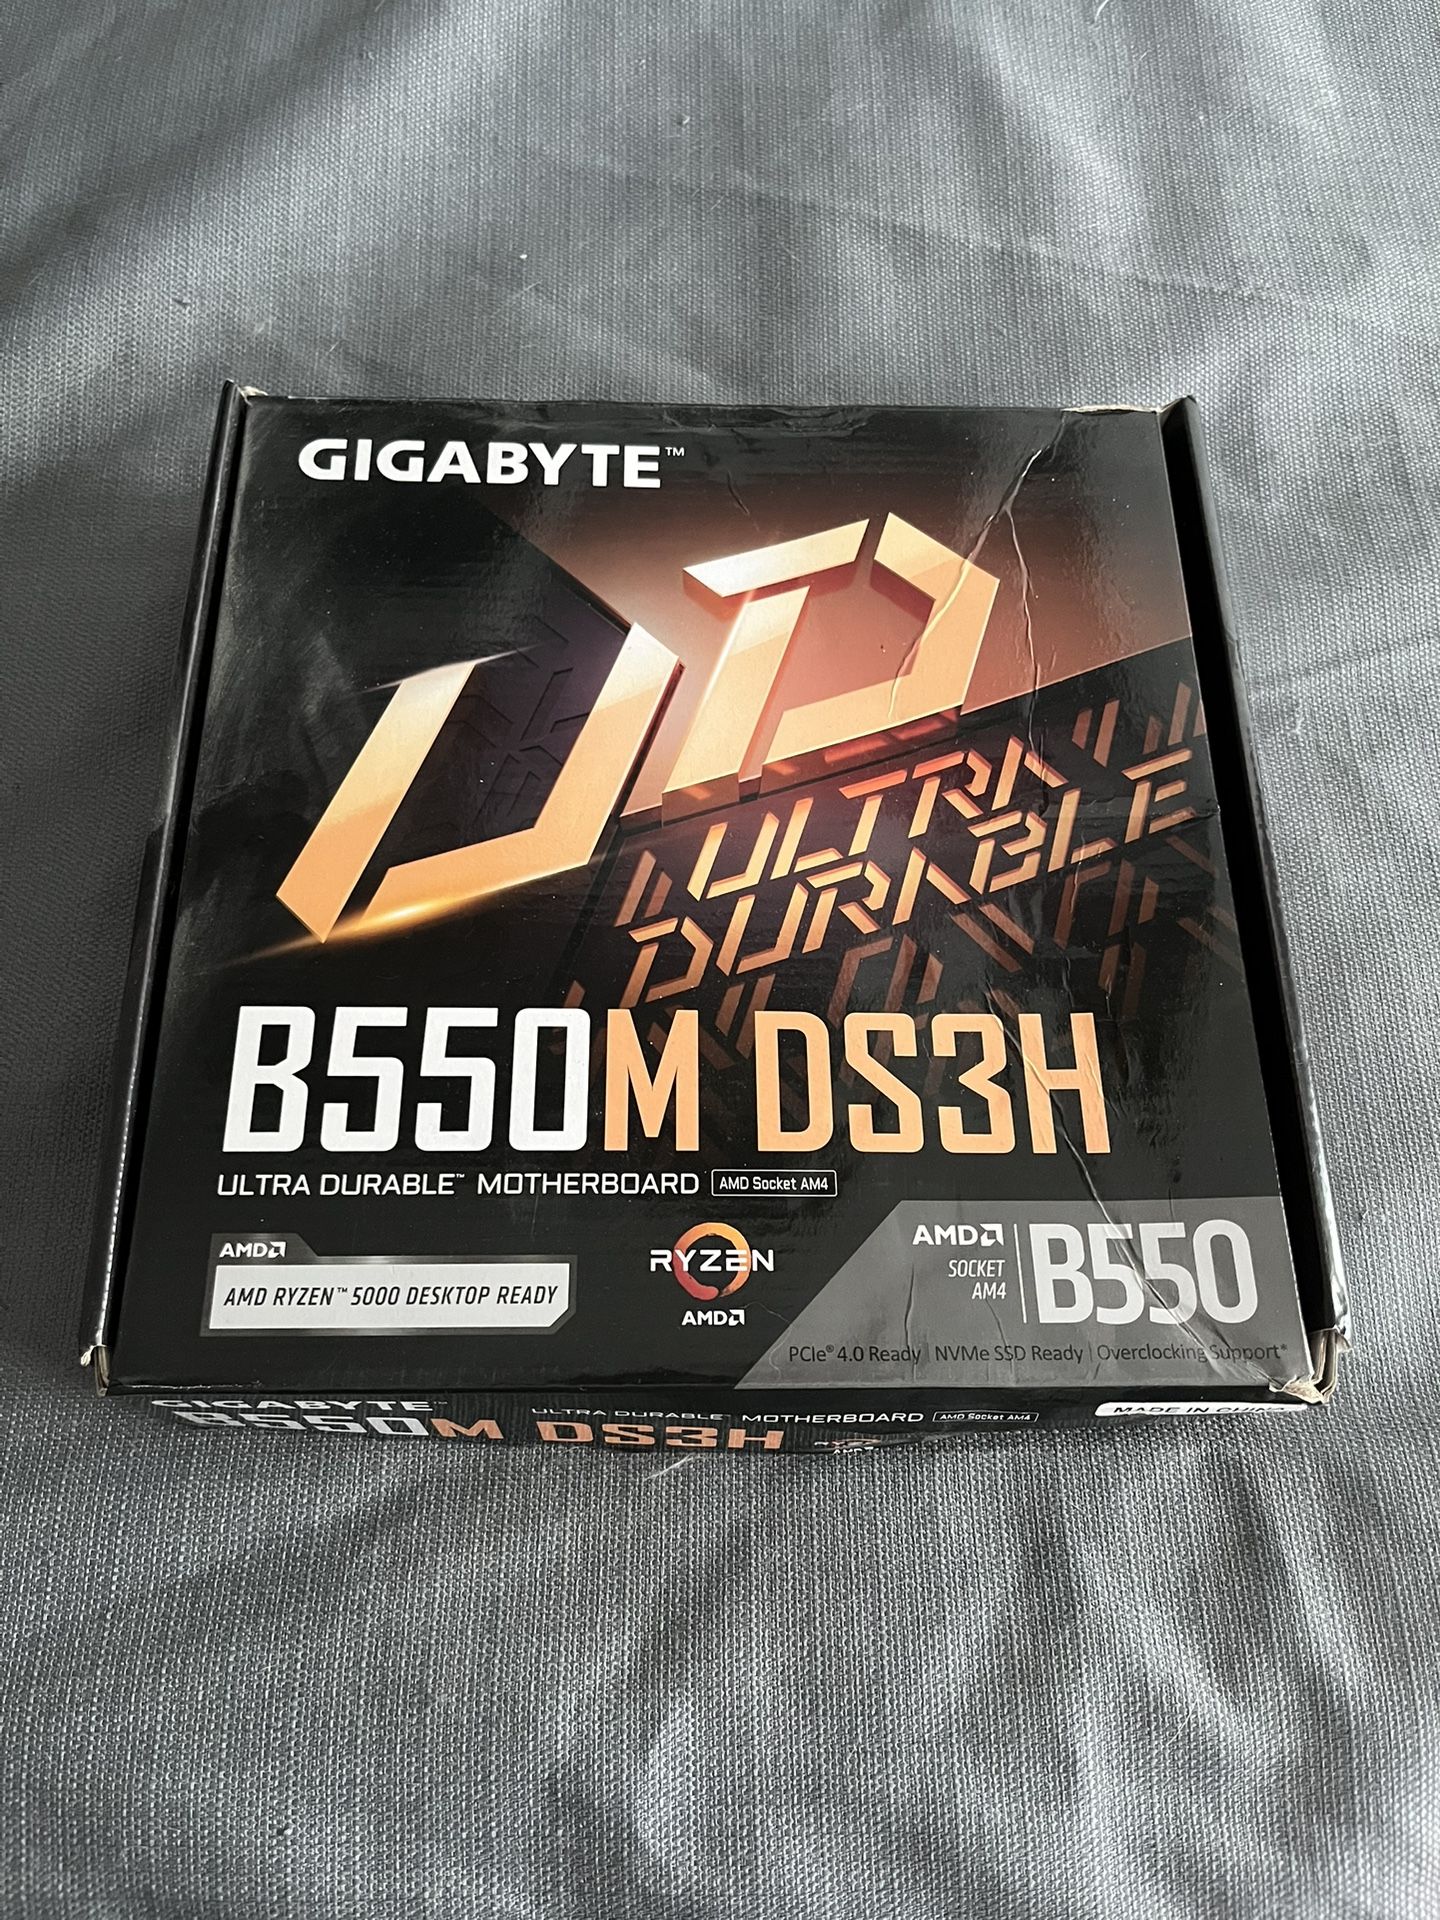 GIGABYTE™
UD
ULTRA
DURABLE
B550M DS3H
ULTRA DURABLE™ MOTHERBOARD AMD Socket AM4
AMD
AMD RYZEN™ 5000 DESKTOP READY
RYZEN
AMD
AMD
SOCKET
AM4
B550
PCIe® 4.0 Ready | NVMe SSD Ready | Overclocking Support*
GIGABYTE™
B550M DS3H
ULTRA DURABLE™ MOTHERBOARD AMD Socket AM4
MADE IN CHINA